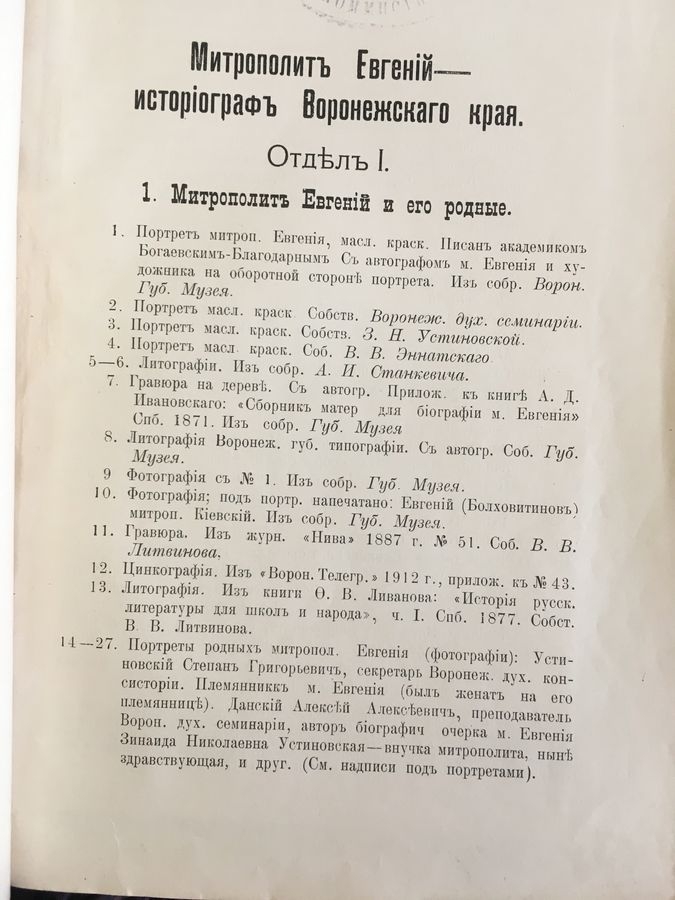 Митрополитъ Евгеній—
исторіографъ Воронежскаго края.
Отдѣлъ I.
1. Митрополитъ Евгеній и его родные.
1. Портретъ митроп. Евгенія, масл. краск. Писанъ академикомъ
Богаевскимъ-Благодарнымъ Съ автографомъ м. Евгенія и ху-
дожника на оборотной сторонѣ портрета. Изъ собр. Ворон.
Губ. Музея.
2. Портретъ масл. краск. Собств. Воронеж. дух. семинаріи.
3. Портретъ масл. краск. Собств. З. Н. Устиновской.
4. Портретъ масл. краск. Соб. В. В. Эннатскаго
5—6. Литографіи. Изъ собр. А. И. Станкевича.
7. Гравюра на деревѣ. Съ автогр. Прилож. къ книгѣ А. Д.
Ивановскаго: «Сборникъ матер для біографіи м. Евгенія»
Спб. 1871. Изъ собр. Губ. Музея
8. Литографія Воронеж. губ. типографіи. Съ автогр. Соб. Губ.
Музея.
9 Фотографія съ № 1. Изъ собр. Губ. Музея.
10. Фотографія; подъ портр. напечатано: Евгеній (Болховитиновъ)
митроп. Кіевскій. Изъ собр. Губ. Музея.
11. Гравюра. Изъ журн. «Нива» 1887 г. № 51. Соб. В. В.
Литвинова.
12. Цинкографія. Изъ «Ворон. Телегр.» 1912 г., прилож. къ № 43.
13. Литографія. Изъ книги Ѳ. В. Ливанова: «Исторія русск.
литературы для школъ и народа», ч. I. Спб. 1877. Собст.
В. В. Литвинова.
14—27. Портреты родныхъ митропол. Евгенія (фотографіи): Усти-
новскій Степанъ Григорьевичъ, секретарь Воронеж. дух. кон-
систоріи. Племянниккъ м. Евгенія (былъ женатъ на его
племянницѣ). Данскій Алексѣй Алексѣевичъ, преподаватель
Ворон. дух. семинаріи, авторъ біографич очерка м. Евгенія
Зинаида Николаевна Устиновская—внучка митрополита, нынѣ
здравствующая, и друг. (См. надписи подъ портретами).